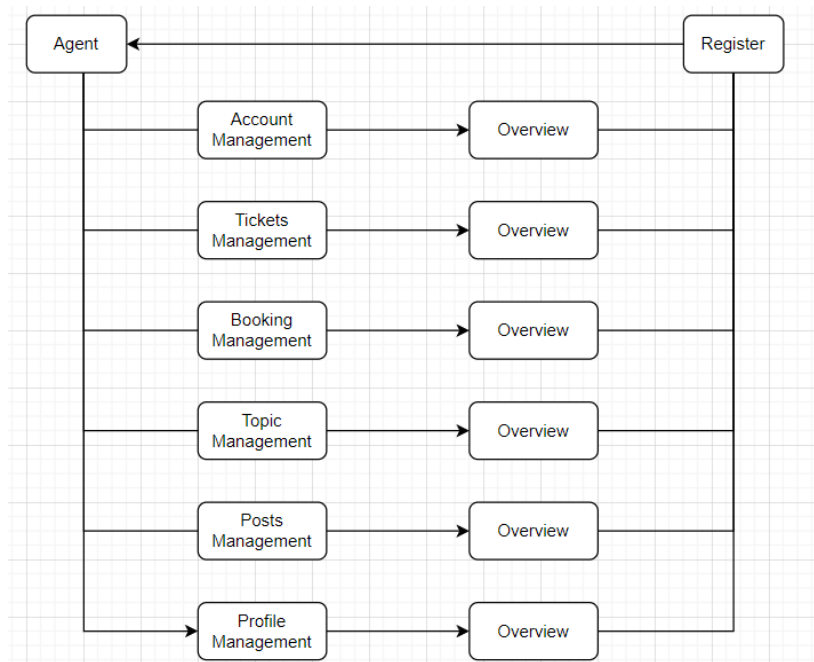 Agent
Register
Account
Management
Overview
Tickets
Management
Overview
Booking
Management
Overview
Topic
Management
Overview
Posts
Management
Overview
Profile
Management
Overview